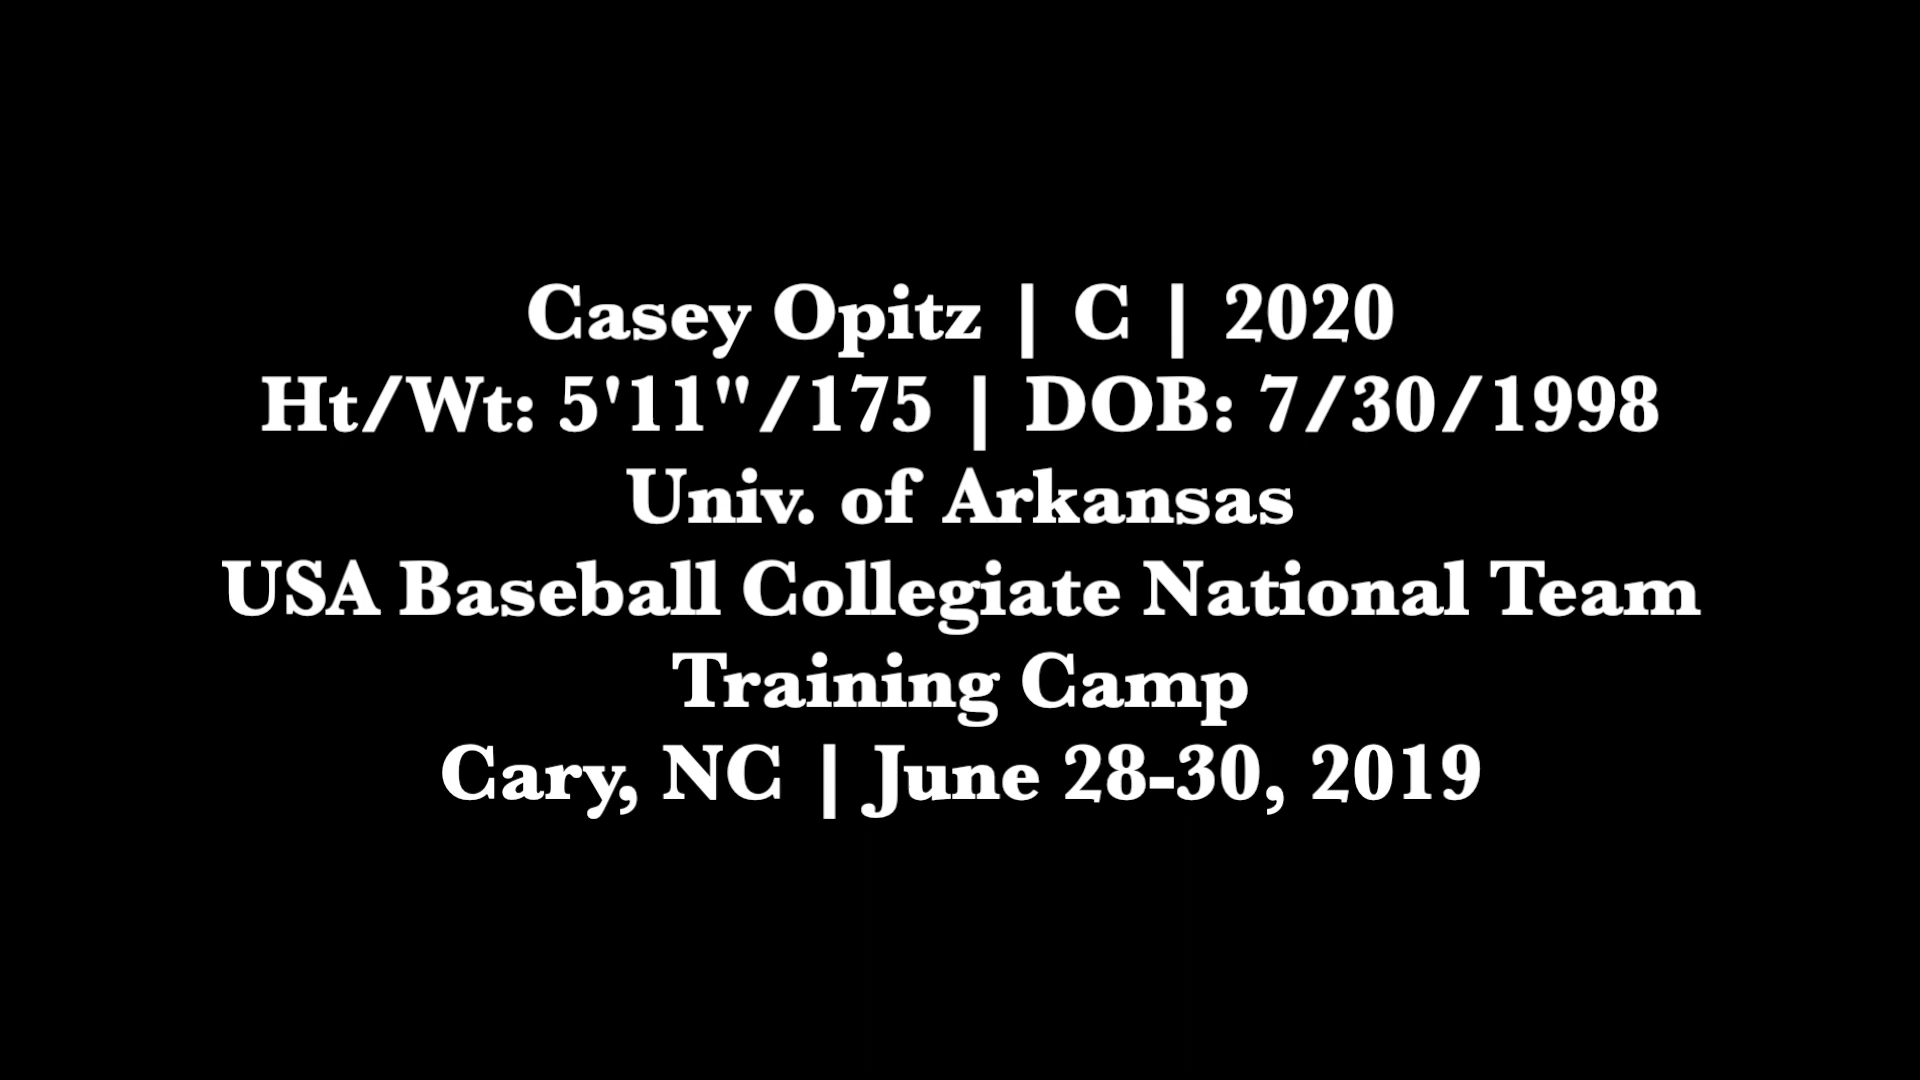 Casey Opitz | C | 2020
Ht/Wt: 5'11"/175 | DOB: 7/30/1998
Univ. of Arkansas
USA Baseball Collegiate National Team
Training Camp
Cary, NC | June 28-30, 2019